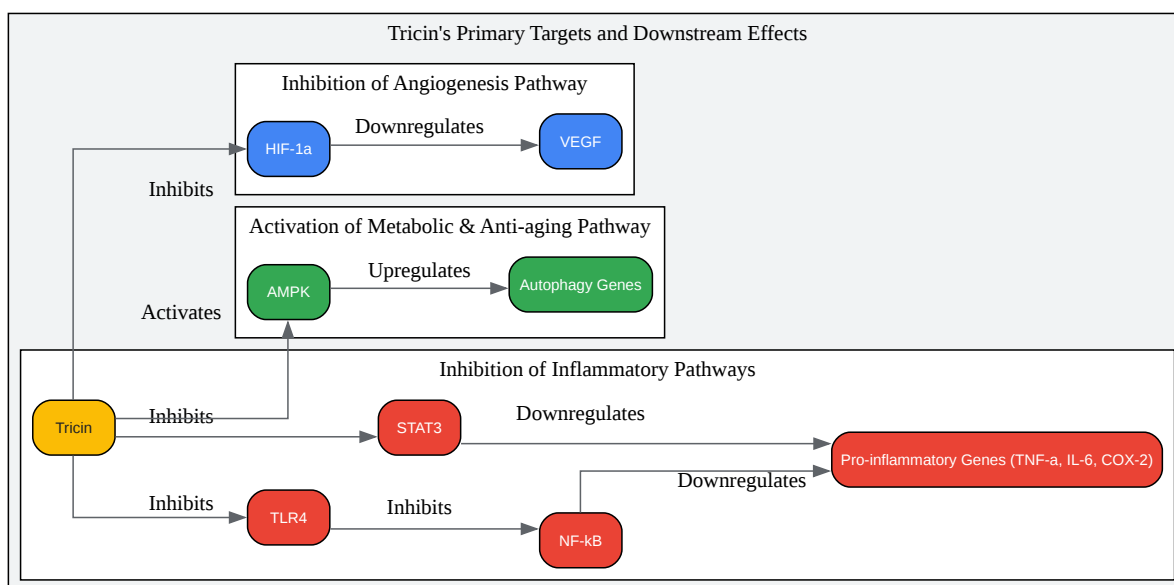 Tricin's Primary Targets and Downstream Effects
Inhibition of Angiogenesis Pathway
HIF-1a
Downregulates
VEGF
Inhibits
Activation of Metabolic & Anti-aging Pathway
AMPK
Upregulates
Autophagy Genes
Activates
Inhibition of Inflammatory Pathways
Tricin
Inhibits
STAT3
Downregulates
Pro-inflammatory Genes (TNF-a, IL-6, COX-2)
Inhibits
TLR4
Inhibits
NF-kB
Downregulates